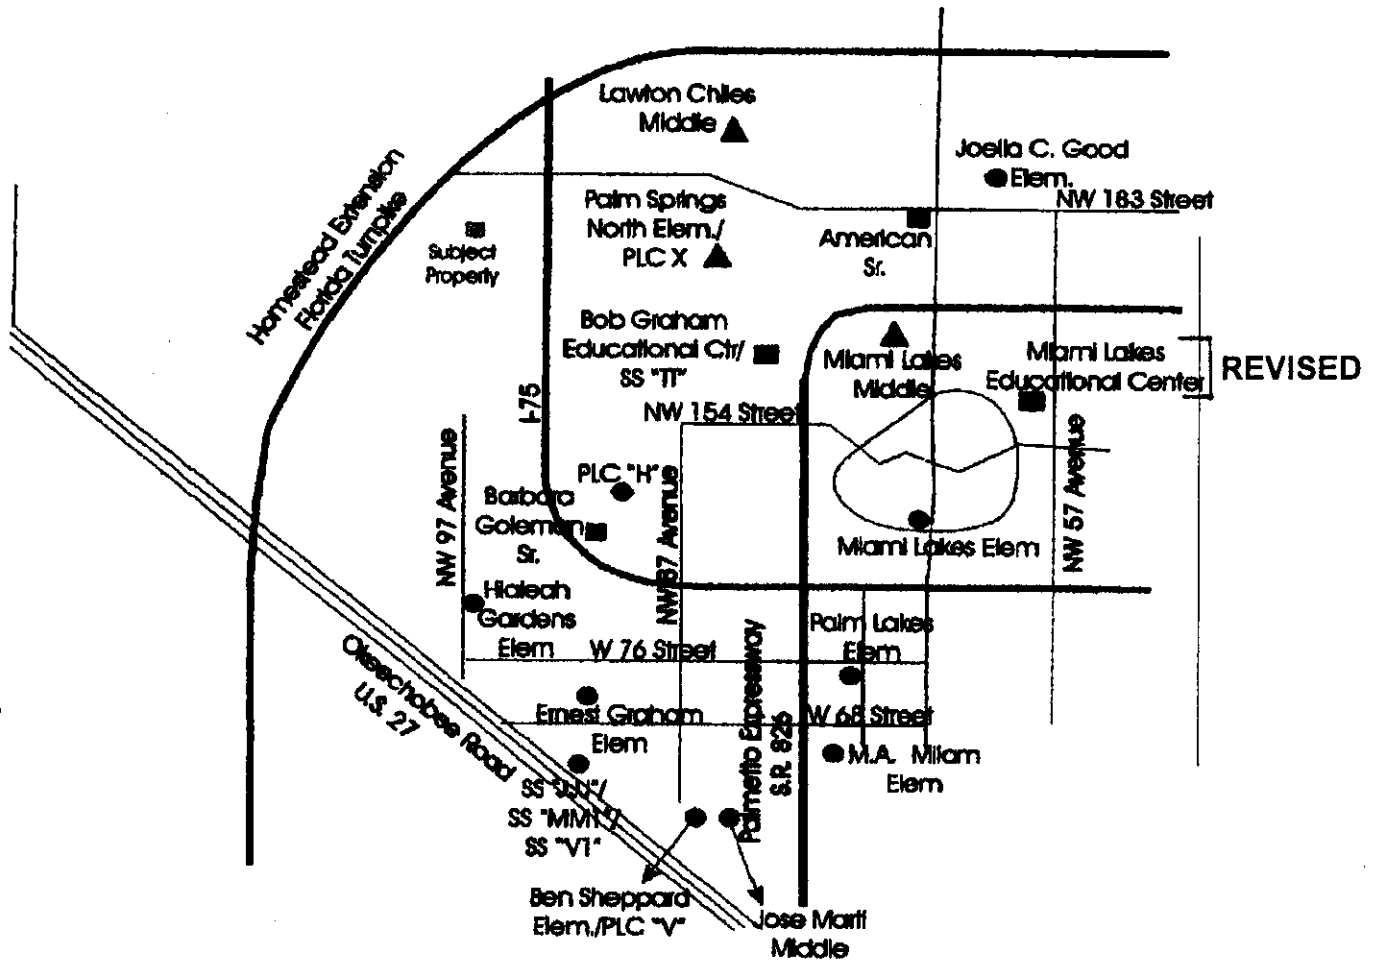 Lawton Chiles
Middle
Joella C. Good
Elem.
NW 183 Street
Homestead Extension
Florida Turnpike
Palm Springs
North Elem./
PLC X
American
Sr.
Subject
Property
Bob Graham
Educational Ctr/
SS "TT"
Miami Lakes
Middle
Miami Lakes
Educational Center
REVISED
I-75
NW 154 Street
NW 97 Avenue
PLC "H"
Barbara
Goleman
Sr.
NW 87 Avenue
NW 57 Avenue
Miami Lakes Elem
Hialeah
Gardens
Elem
W 76 Street
Palm Lakes
Elem
Okeechobee Road
U.S. 27
Ernest Graham
Elem
Palmetto Expressway
S.R. 826
W 68 Street
M.A. Milam
Elem
SS "JJJ"/
SS "MM1"/
SS "V1"
Ben Sheppard
Elem./PLC "V"
Jose Marti
Middle